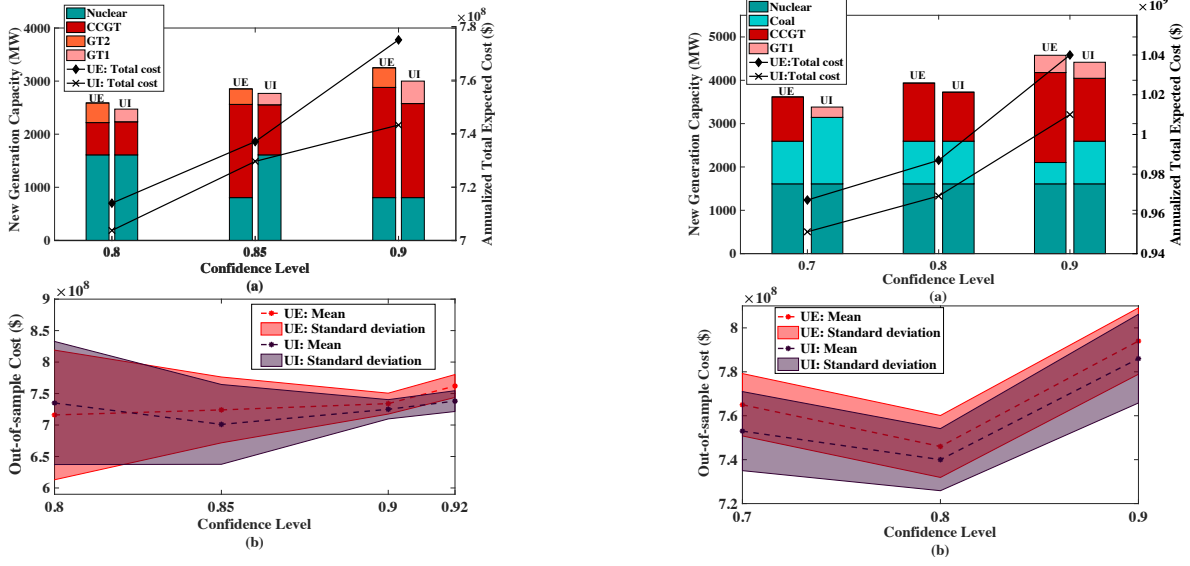 ×10⁸
Nuclear
CCGT
GT2
GT1
UE: Total cost
UI: Total cost
New Generation Capacity (MW)
4000
3000
2000
1000
0
UE
UI
UE
UI
UE
UI
7.8
7.6
7.4
7.2
7
Annualized Total Expected Cost ($)
0.8
0.85
0.9
Confidence Level
(a)
×10⁸
UE: Mean
UE: Standard deviation
UI: Mean
UI: Standard deviation
Out-of-sample Cost ($)
9
8.5
8
7.5
7
6.5
6
0.8
0.85
0.9
0.92
Confidence Level
(b)
×10⁹
Nuclear
Coal
CCGT
GT1
UE:Total cost
UI:Total cost
New Generation Capacity (MW)
5000
4000
3000
2000
1000
0
UE
UI
UE
UI
UE
UI
1.04
1.02
1
0.98
0.96
0.94
Annualized Total Expected Cost ($)
0.7
0.8
0.9
Confidence Level
(a)
×10⁸
UE: Mean
UE: Standard deviation
UI: Mean
UI: Standard deviation
Out-of-sample Cost ($)
8
7.8
7.6
7.4
7.2
0.7
0.8
0.9
Confidence Level
(b)